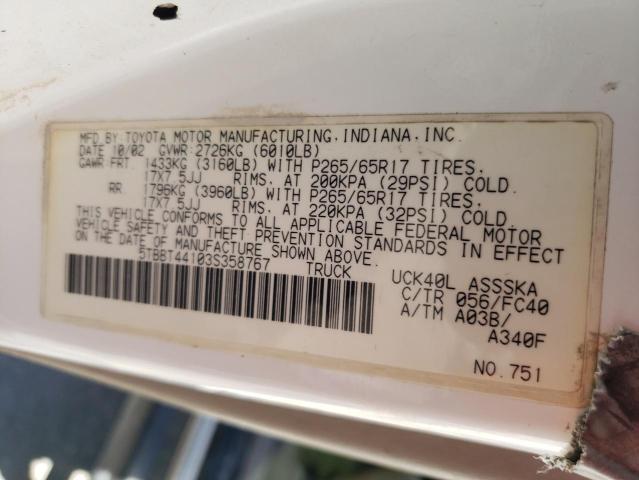 MFD.BY:TOYOTA MOTOR MANUFACTURING,INDIANA,INC.
DATE 10/02 GVWR:2726KG (6010LB)
GAWR FRT 1433KG (3160LB) WITH P265/65R17 TIRES,
17X7.5JJ RIMS, AT 200KPA (29PSI) COLD.
RR 1796KG (3960LB) WITH P265/65R17 TIRES,
17X7.5JJ RIMS, AT 220KPA (32PSI) COLD
THIS VEHICLE CONFORMS TO ALL APPLICABLE FEDERAL MOTOR
VEHICLE SAFETY AND THEFT PREVENTION STANDARDS IN EFFECT
ON THE DATE OF MANUFACTURE SHOWN ABOVE.
5TBBT44103S358767 TRUCK
UCK40L ASSSKA
C/TR 056/FC40
A/TM A03B/
A340F
NO.751